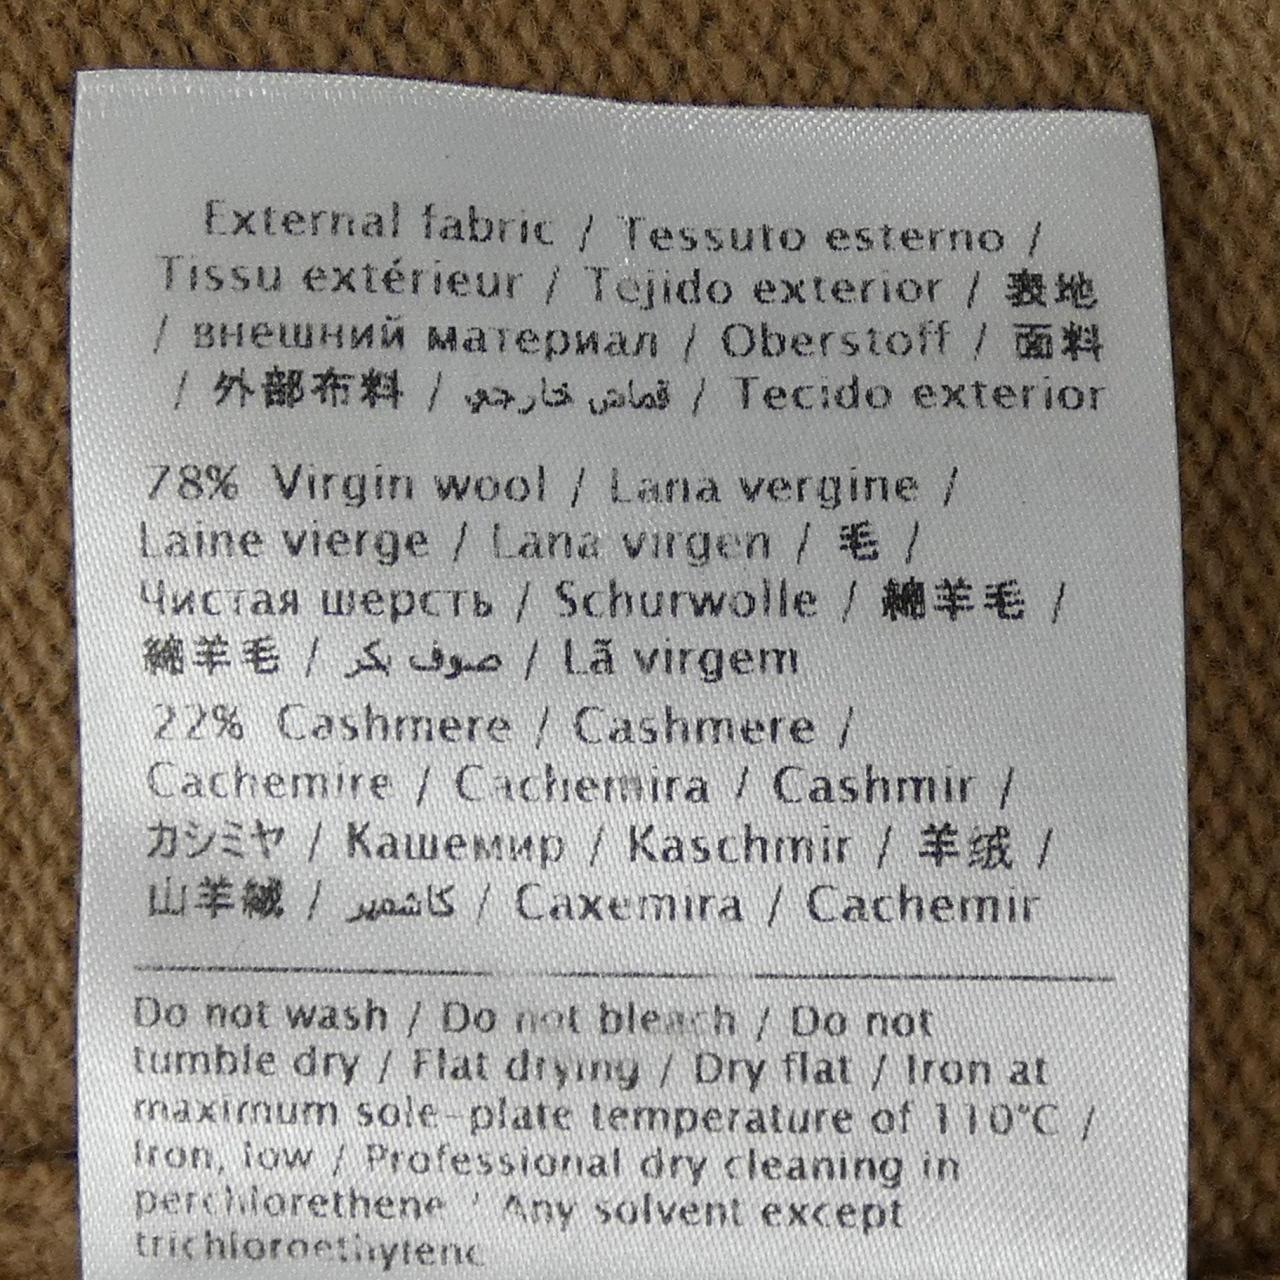 External fabric / Tessuto esterno /
Tissu extérieur / Tejido exterior / 表地
/ внешний материал / Oberstoff / 面料
/ 外部布料 / قماش خارجي / Tecido exterior
78% Virgin wool / Lana vergine /
Laine vierge / Lana virgen / 毛 /
Чистая шерсть / Schurwolle / 綿羊毛 /
綿羊毛 / صوف بكر / Lã virgem
22% Cashmere / Cashmere /
Cachemire / Cachemira / Cashmir /
カシミヤ / Кашемир / Kaschmir / 羊绒 /
山羊絨 / كاشمير / Caxemira / Cachemir
Do not wash / Do not bleach / Do not
tumble dry / Flat drying / Dry flat / Iron at
maximum sole-plate temperature of 110°C /
Iron, low / Professional dry cleaning in
perchlorethene / Any solvent except
trichloroethylene